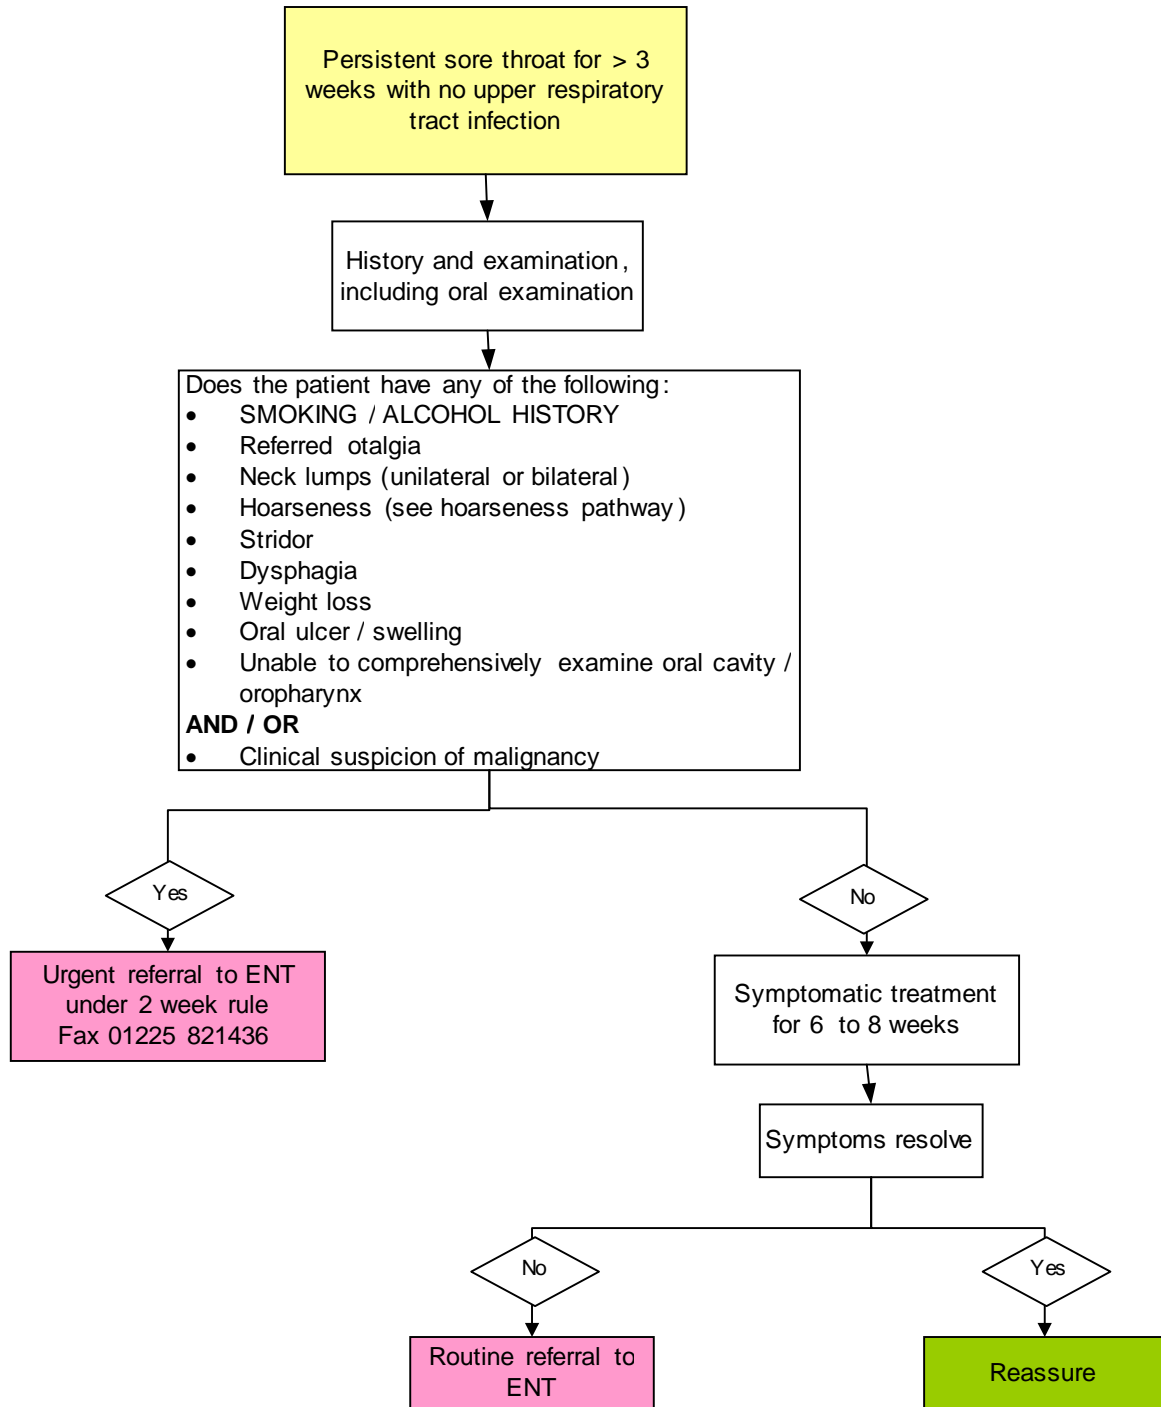 Persistent sore throat for > 3
weeks with no upper respiratory
tract infection
History and examination,
including oral examination
Does the patient have any of the following:
• SMOKING / ALCOHOL HISTORY
• Referred otalgia
• Neck lumps (unilateral or bilateral)
• Hoarseness (see hoarseness pathway)
• Stridor
• Dysphagia
• Weight loss
• Oral ulcer / swelling
• Unable to comprehensively examine oral cavity /
oropharynx
AND / OR
• Clinical suspicion of malignancy
Yes
No
Urgent referral to ENT
under 2 week rule
Fax 01225 821436
Symptomatic treatment
for 6 to 8 weeks
Symptoms resolve
No
Yes
Routine referral to
ENT
Reassure